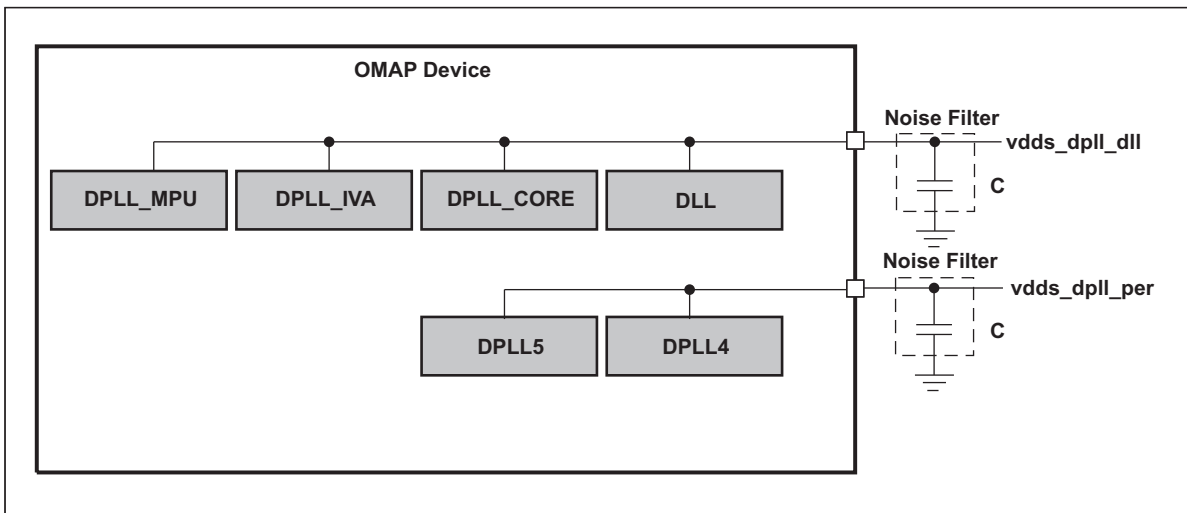 OMAP Device
Noise Filter
vdds_dpll_dll
C
DPLL_MPU
DPLL_IVA
DPLL_CORE
DLL
Noise Filter
vdds_dpll_per
C
DPLL5
DPLL4